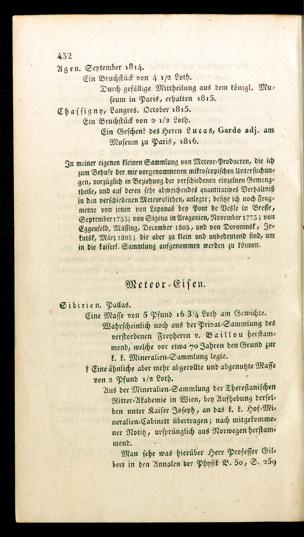 432
Agen. September 1814.
Ein Bruchstück von 4 1/2 Loth.
Durch gefällige Mittheilung aus dem königl. Mu-
seum in Paris, erhalten 1815.
Chassigny, Langres. October 1815.
Ein Bruchstück von 2 1/2 Loth.
Ein Geschenk des Herrn Lucas, Garde adj. am
Museum zu Paris, 1816.
In meiner eigenen kleinen Sammlung von Meteor-Producten, die ich
zum Behufe der mir vorgenommenen mikroscopischen Untersuchun-
gen, vorzüglich in Beziehung der verschiedenen einzelnen Gemeng-
theile, und auf deren sehr abweichendes quantitatives Verhältniß
in den verschiedenen Meteorolithen, anlegte; besitze ich noch Frag-
mente von jenen von Laponas bey Pont de Vesle in Bresse,
September 1753; von Sigena in Aragonien, November 1773; von
Eggenfeld, Mässing, December 1803, und von Doroninsk, Ir-
kutsk, März 1805; die aber zu klein und unbedeutend sind, um
in die kaiserl. Sammlung aufgenommen werden zu können.
Meteor-Eisen.
Sibirien. Pallas.
Eine Masse von 5 Pfund 16 3/4 Loth am Gewichte.
Wahrscheinlich noch aus der Privat-Sammlung des
verstorbenen Freyherrn v. Baillou herstam-
mend, welche vor etwa 70 Jahren den Grund zur
k. k. Mineralien-Sammlung legte.
? Eine ähnliche aber mehr abgerollte und abgenutzte Masse
von 2 Pfund 1/2 Loth.
Aus der Mineralien-Sammlung der Theresianischen
Ritter-Akademie in Wien, bey Aufhebung dersel-
ben unter Kaiser Joseph, an das k. k. Hof-Mi-
neralien-Cabinett übertragen; nach mitgekomme-
ner Notitz, ursprünglich aus Norwegen herstam-
mend.
Man sehe was hierüber Herr Professor Gil-
bert in den Annalen der Physik B. 50, S. 259